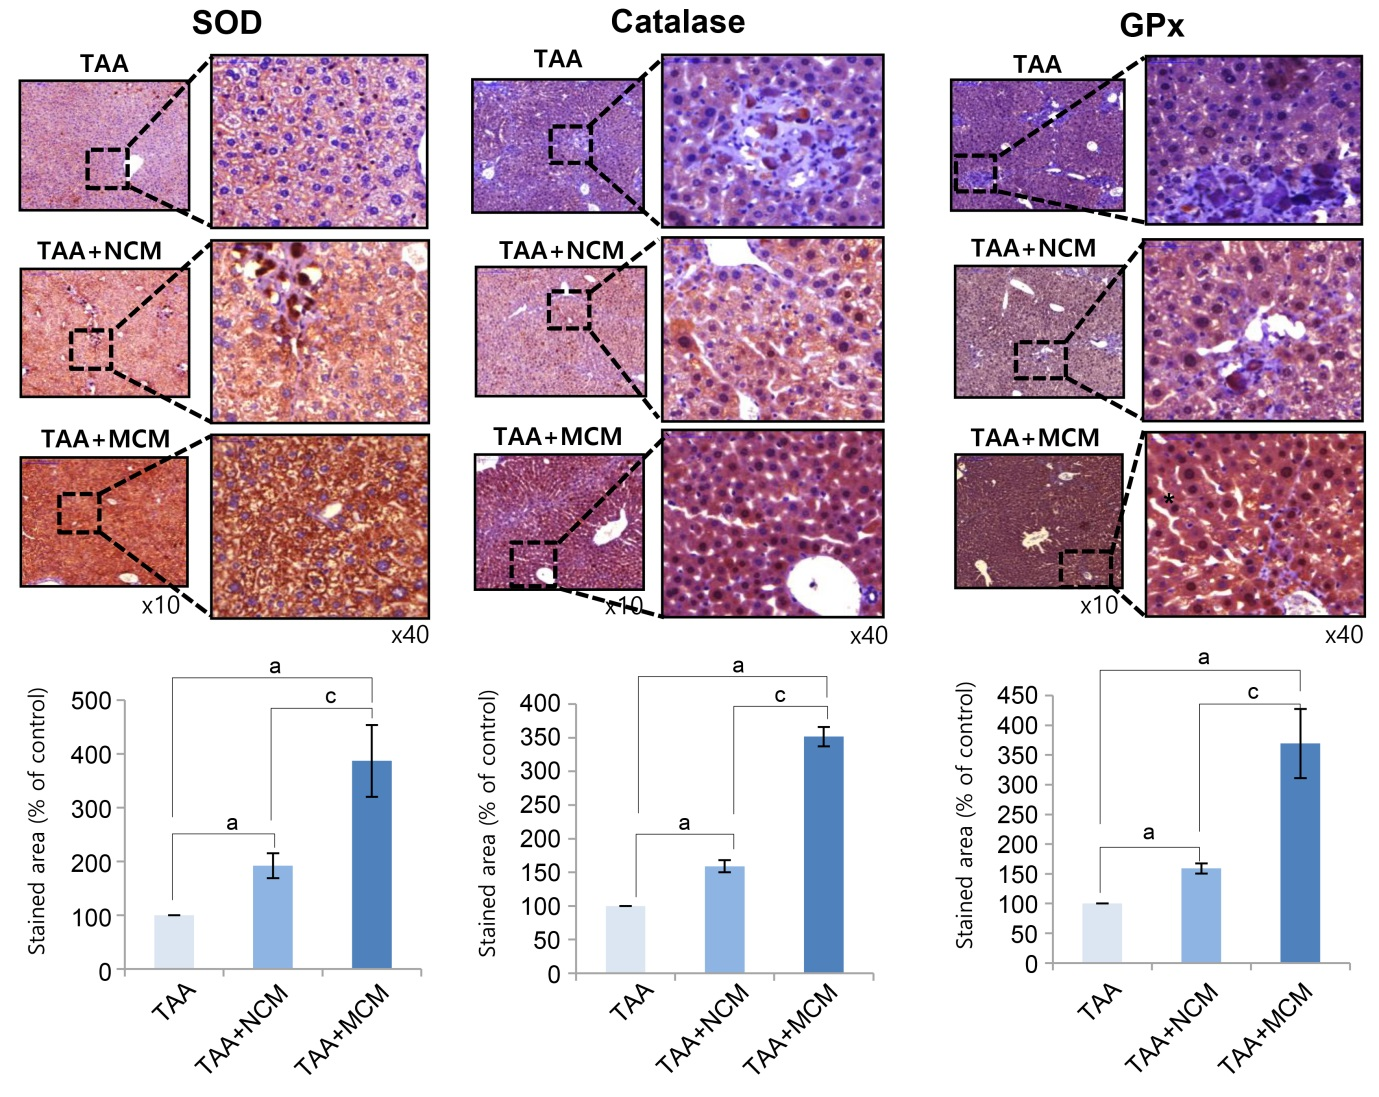 SOD
TAA
TAA+NCM
TAA+MCM
x10
x40
Catalase
TAA
TAA+NCM
TAA+MCM
x10
x40
GPx
TAA
TAA+NCM
TAA+MCM
*
x10
x40
Stained area (% of control)
500
400
300
200
100
0
a
a
c
TAA
TAA+NCM
TAA+MCM
Stained area (% of control)
400
350
300
250
200
150
100
50
0
a
a
c
TAA
TAA+NCM
TAA+MCM
Stained area (% of control)
450
400
350
300
250
200
150
100
50
0
a
a
c
TAA
TAA+NCM
TAA+MCM